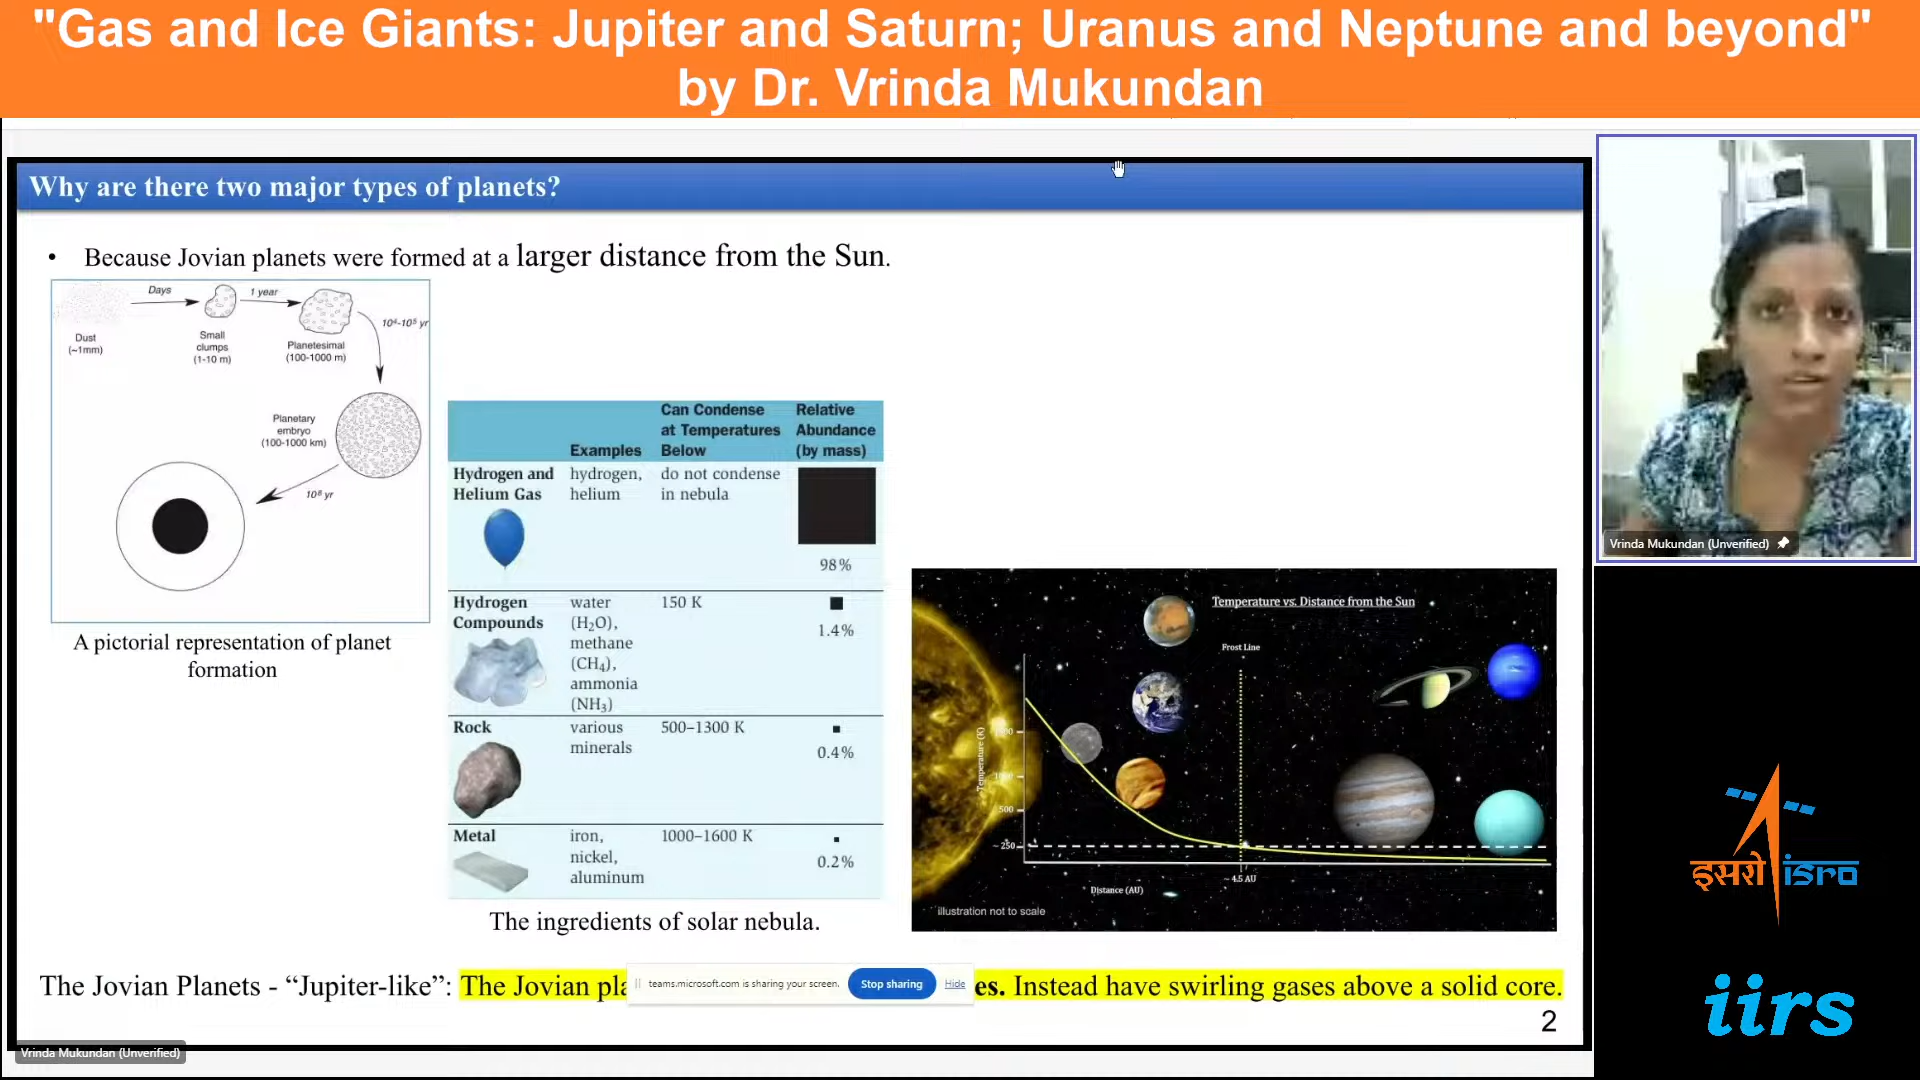 "Gas and Ice Giants: Jupiter and Saturn; Uranus and Neptune and beyond"
by Dr. Vrinda Mukundan
Why are there two major types of planets?
• Because Jovian planets were formed at a larger distance from the Sun.
Days
1 year
10⁴-10⁵ yr
Dust
(~1mm)
Small
clumps
(1-10 m)
Planetesimal
(100-1000 m)
Planetary
embryo
(100-1000 km)
10⁸ yr
A pictorial representation of planet
formation
Examples
Can Condense
at Temperatures
Below
Relative
Abundance
(by mass)
Hydrogen and
Helium Gas
hydrogen,
helium
do not condense
in nebula
98%
Hydrogen
Compounds
water
(H₂O),
methane
(CH₄),
ammonia
(NH₃)
150 K
1.4%
Rock
various
minerals
500–1300 K
0.4%
Metal
iron,
nickel,
aluminum
1000–1600 K
0.2%
The ingredients of solar nebula.
Temperature vs. Distance from the Sun
Frost Line
Temperature (K)
500
~250
4.5 AU
Distance (AU)
illustration not to scale
The Jovian Planets - “Jupiter-like”: The Jovian pla
es. Instead have swirling gases above a solid core.
teams.microsoft.com is sharing your screen.
Stop sharing
Hide
2
Vrinda Mukundan (Unverified)
Vrinda Mukundan (Unverified)
इसरो isro
iirs